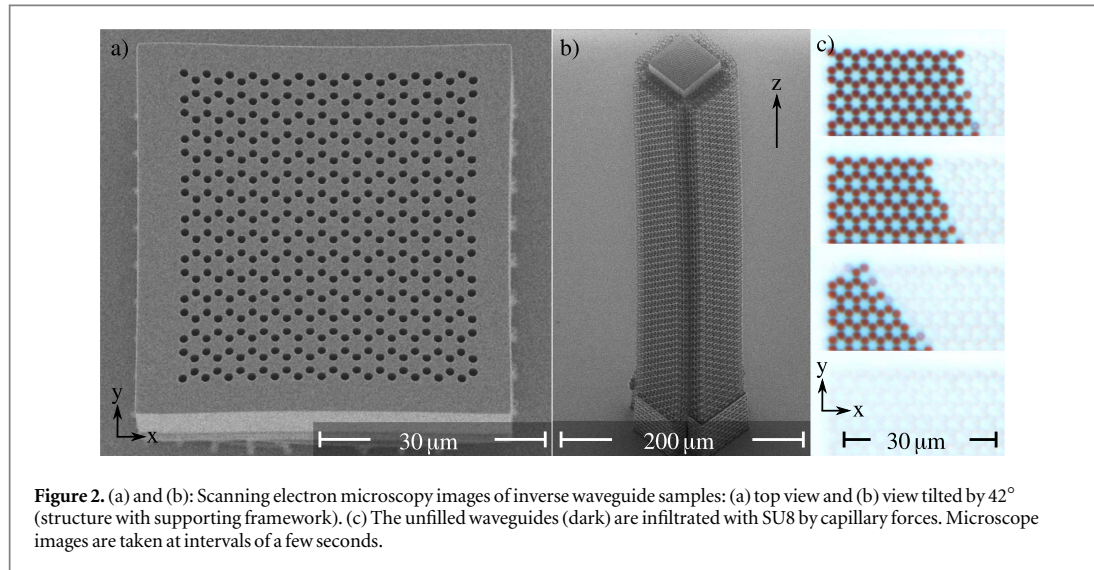 a)
y
x
30 μm
b)
z
200 μm
c)
y
x
30 μm
Figure 2. (a) and (b): Scanning electron microscopy images of inverse waveguide samples: (a) top view and (b) view tilted by 42°
(structure with supporting framework). (c) The unfilled waveguides (dark) are infiltrated with SU8 by capillary forces. Microscope
images are taken at intervals of a few seconds.